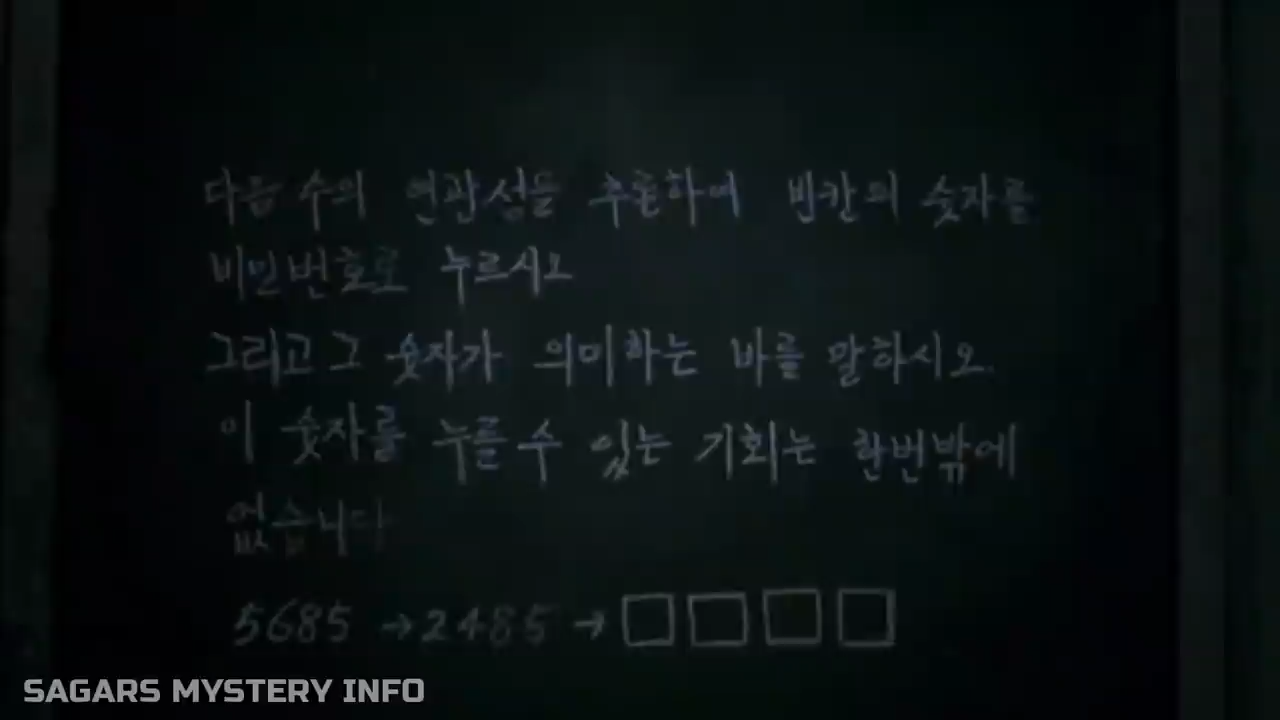 다음 수의 연관성을 추론하여 빈칸의 숫자를
비밀번호로 누르시오
그리고 그 숫자가 의미하는 바를 말하시오.
이 숫자를 누를 수 있는 기회는 한번밖에
없습니다
5685 → 2485 →
SAGARS MYSTERY INFO